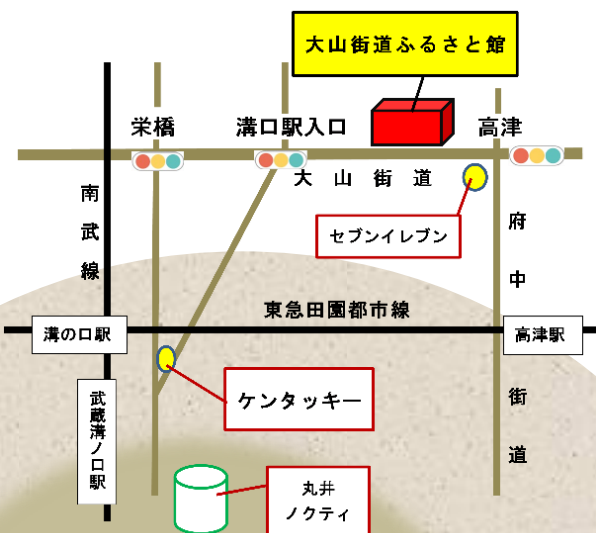 大山街道ふるさと館
栄橋
溝口駅入口
高津
大山街道
南武線
セブンイレブン
府中街道
東急田園都市線
溝の口駅
高津駅
武蔵溝ノ口駅
ケンタッキー
丸井
ノクティ